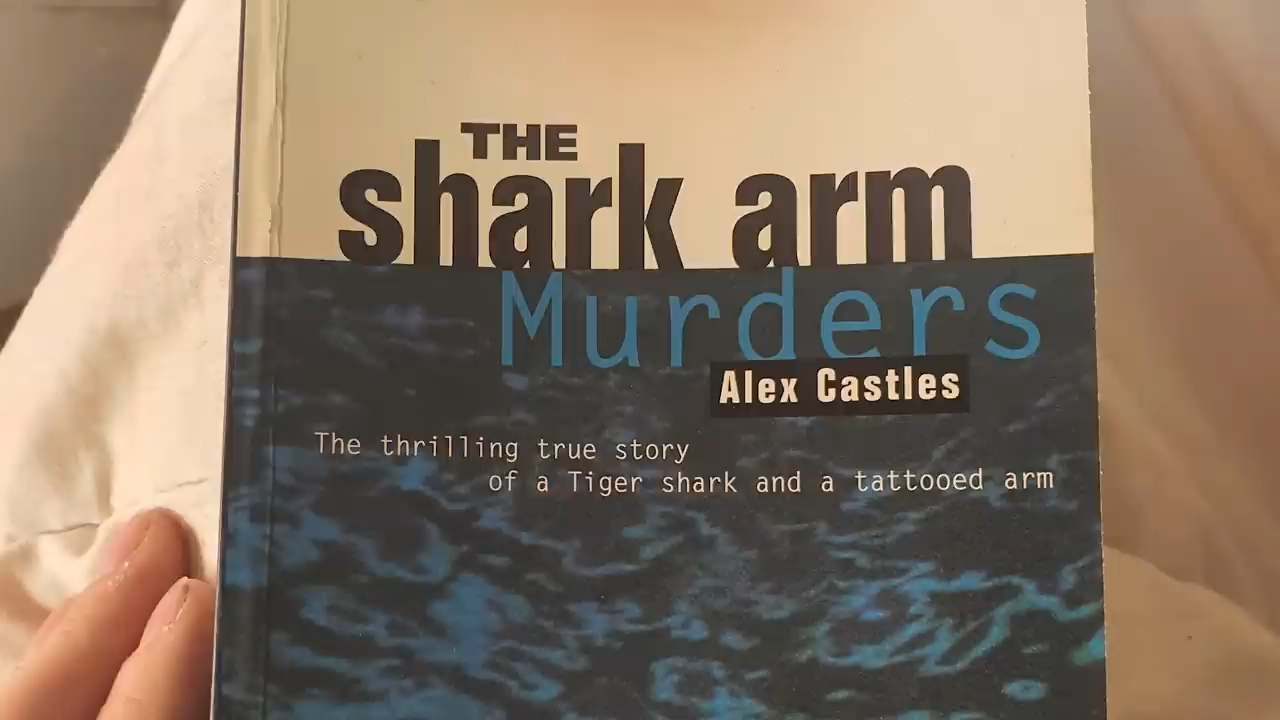 THE
shark arm
Murders
Alex Castles
The thrilling true story
of a Tiger shark and a tattooed arm